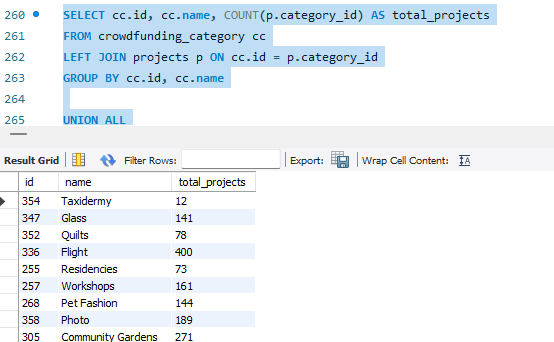 260 SELECT cc.id, cc.name, COUNT(p.category_id) AS total_projects
261 FROM crowdfunding_category cc
262 LEFT JOIN projects p ON cc.id = p.category_id
263 GROUP BY cc.id, cc.name
264
265 UNION ALL
Result Grid Filter Rows: Export: Wrap Cell Content:
id name total_projects
354 Taxidermy 12
347 Glass 141
352 Quilts 78
336 Flight 400
255 Residencies 73
257 Workshops 161
268 Pet Fashion 144
358 Photo 189
305 Community Gardens 271